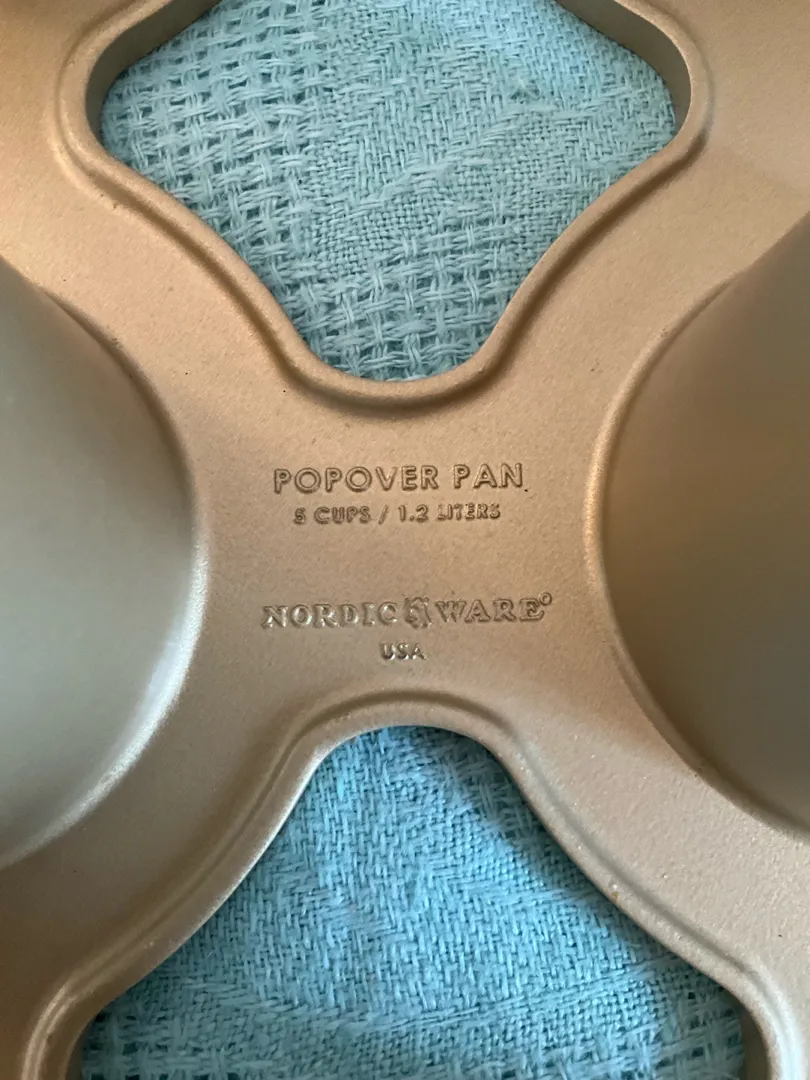 POPOVER PAN
5 CUPS / 1.2 LITERS
NORDIC WARE®
USA